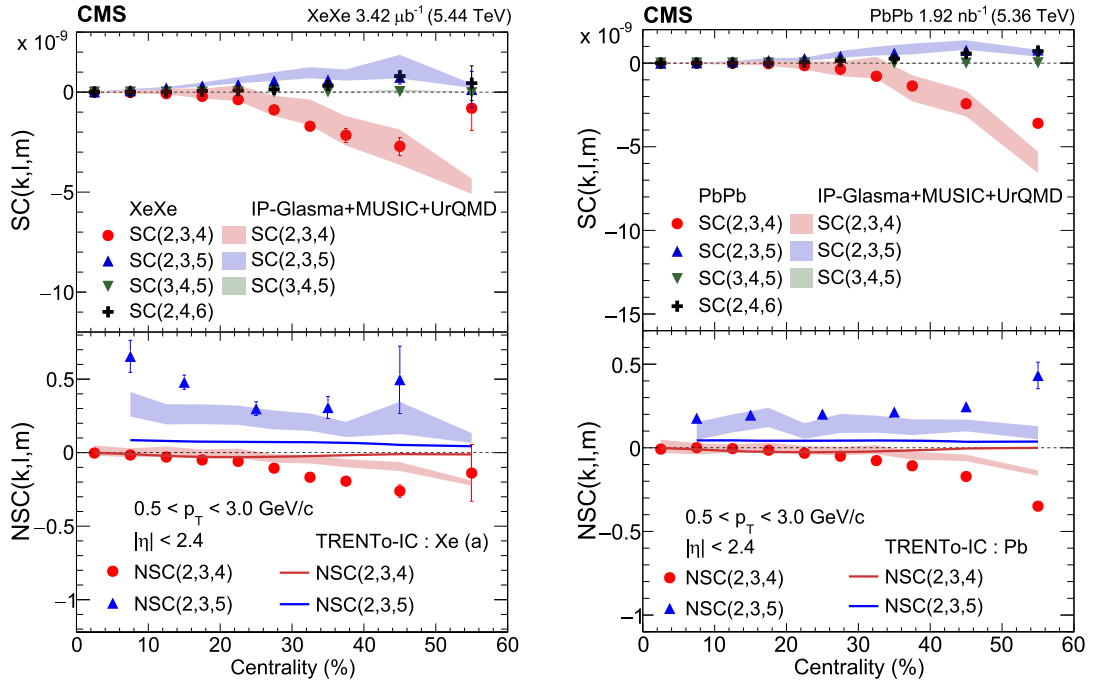 CMS XeXe 3.42 μb⁻¹ (5.44 TeV)
x 10⁻⁹
SC(k,l,m)
0
−5
−10
XeXe IP-Glasma+MUSIC+UrQMD
SC(2,3,4) SC(2,3,4)
SC(2,3,5) SC(2,3,5)
SC(3,4,5) SC(3,4,5)
SC(2,4,6)
NSC(k,l,m)
0.5
0
−0.5
−1
0.5 < p_T < 3.0 GeV/c
|η| < 2.4 TRENTo-IC : Xe (a)
NSC(2,3,4) NSC(2,3,4)
NSC(2,3,5) NSC(2,3,5)
0 10 20 30 40 50 60
Centrality (%)
CMS PbPb 1.92 nb⁻¹ (5.36 TeV)
x 10⁻⁹
SC(k,l,m)
0
−5
−10
−15
PbPb IP-Glasma+MUSIC+UrQMD
SC(2,3,4) SC(2,3,4)
SC(2,3,5) SC(2,3,5)
SC(3,4,5) SC(3,4,5)
SC(2,4,6)
NSC(k,l,m)
0.5
0
−0.5
−1
0.5 < p_T < 3.0 GeV/c
|η| < 2.4 TRENTo-IC : Pb
NSC(2,3,4) NSC(2,3,4)
NSC(2,3,5) NSC(2,3,5)
0 10 20 30 40 50 60
Centrality (%)